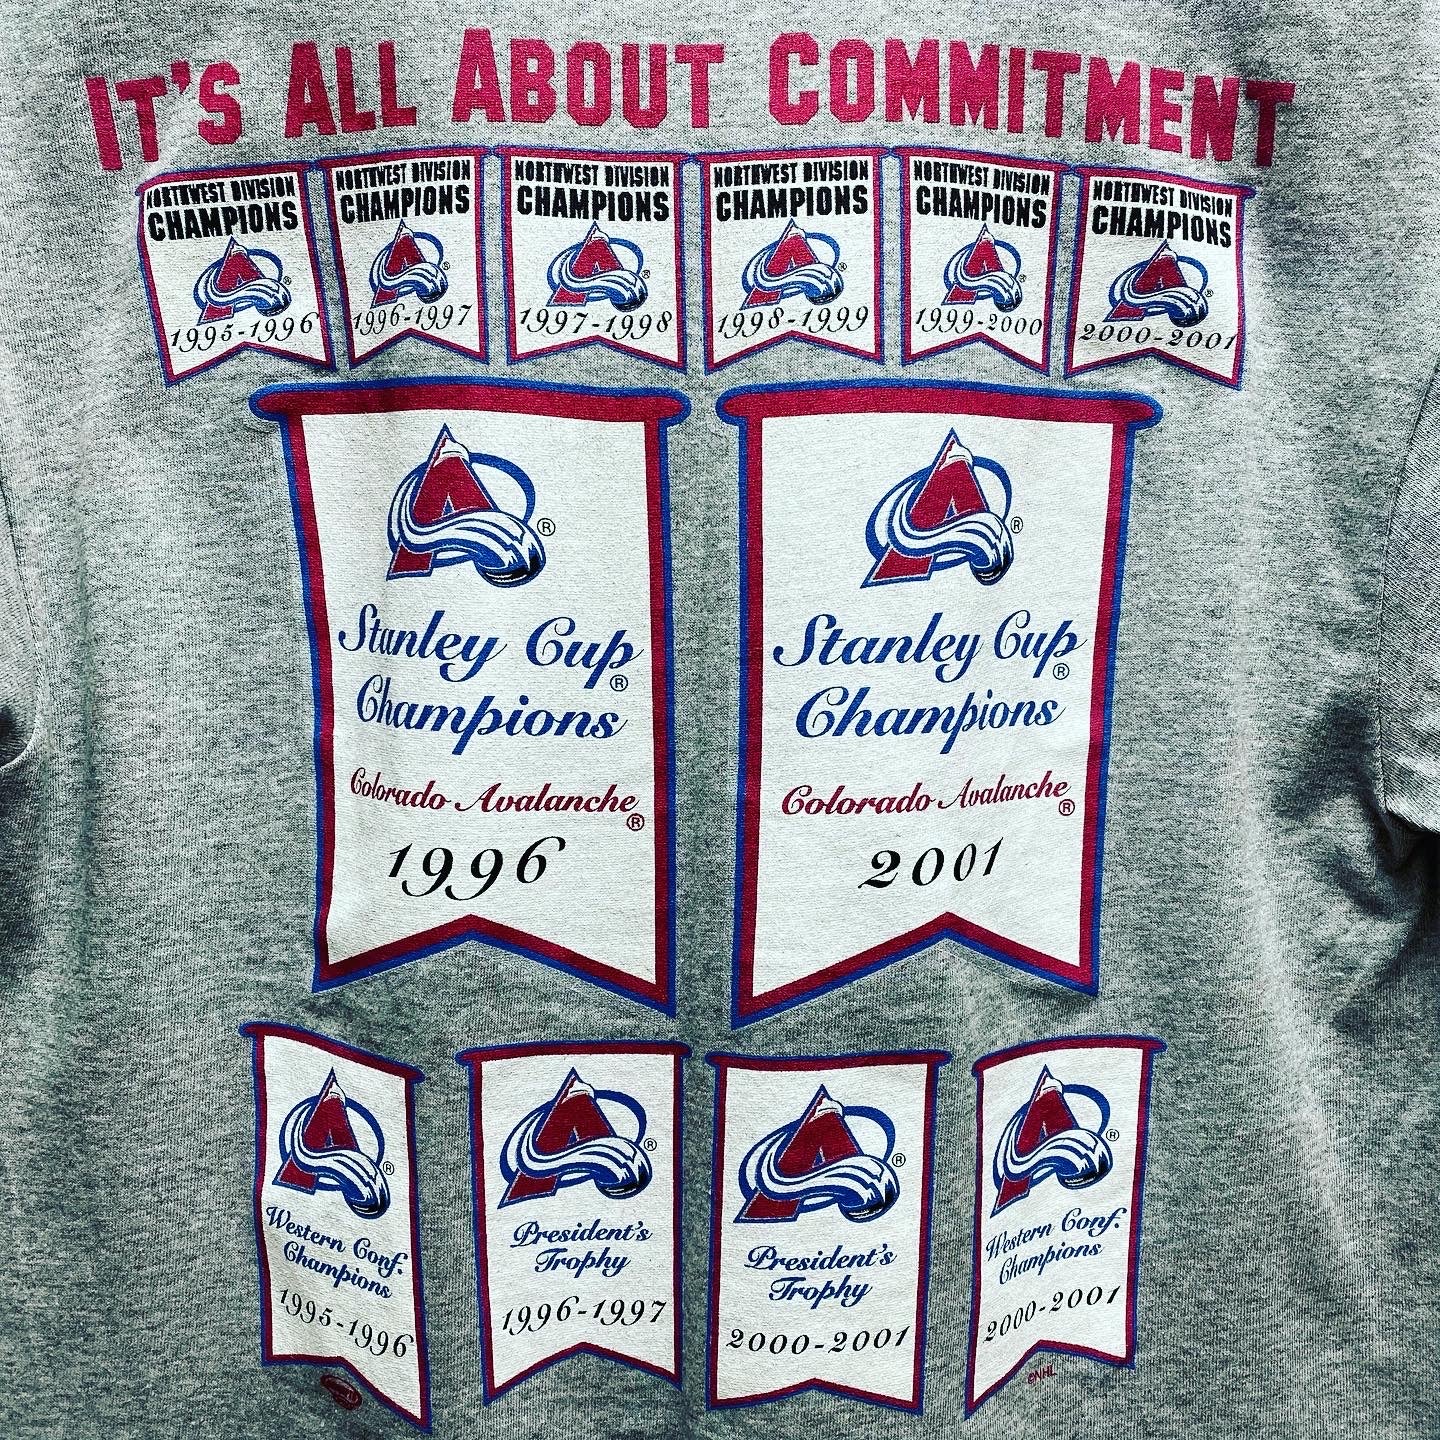 IT'S ALL ABOUT COMMITMENT
NORTHWEST DIVISION
CHAMPIONS
®
1995-1996
NORTHWEST DIVISION
CHAMPIONS
®
1996-1997
NORTHWEST DIVISION
CHAMPIONS
®
1997-1998
NORTHWEST DIVISION
CHAMPIONS
®
1998-1999
NORTHWEST DIVISION
CHAMPIONS
®
1999-2000
NORTHWEST DIVISION
CHAMPIONS
®
2000-2001
®
Stanley Cup®
Champions
Colorado Avalanche®
1996
®
Stanley Cup®
Champions
Colorado Avalanche®
2001
®
Western Conf.
Champions
1995-1996
®
President's
Trophy
1996-1997
®
President's
Trophy
2000-2001
®
Western Conf.
Champions
2000-2001
©NHL